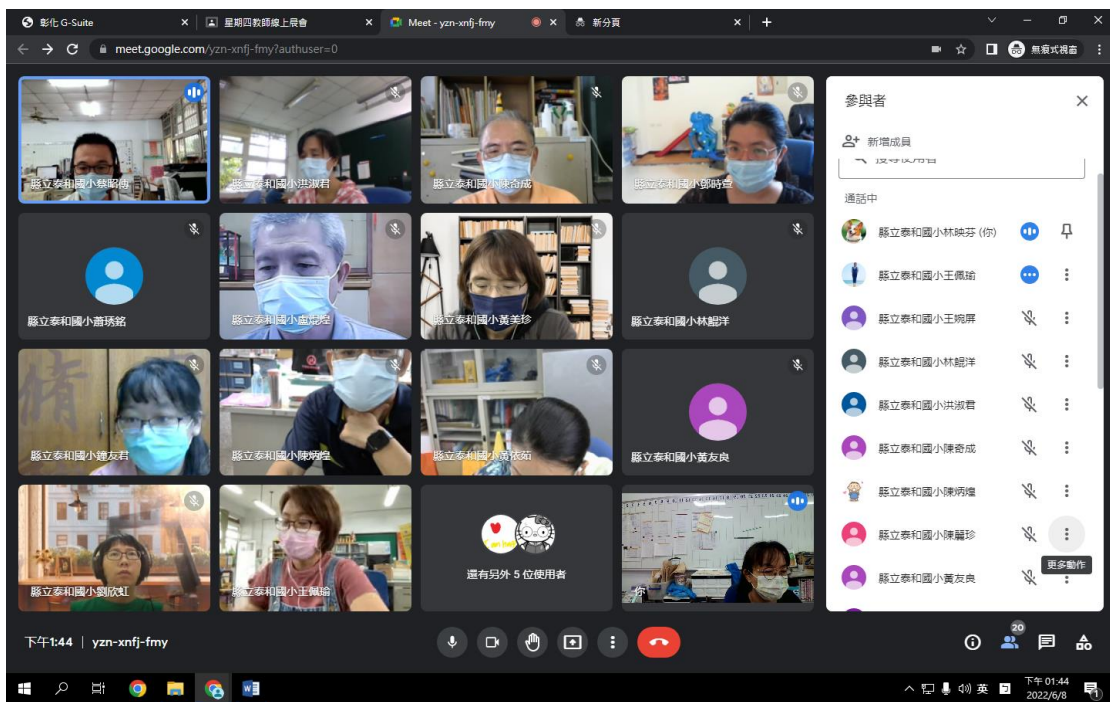 彰化 G-Suite
星期四教師線上晨會
Meet - yzn-xnfj-fmy
新分頁
meet.google.com/yzn-xnfj-fmy?authuser=0
無痕式視窗
縣立泰和國小蔡昭傳
縣立泰和國小洪淑君
縣立泰和國小陳奇成
縣立泰和國小鄧時萱
縣立泰和國小蕭琇銘
縣立泰和國小盧焜煌
縣立泰和國小黃美珍
縣立泰和國小林錕洋
縣立泰和國小鐘友君
縣立泰和國小陳炳煌
縣立泰和國小黃依茹
縣立泰和國小黃友良
縣立泰和國小劉欣虹
縣立泰和國小王佩瑜
還有另外 5 位使用者
你
參與者
新增成員
搜尋使用者
通話中
縣立泰和國小林映芬 (你)
縣立泰和國小王佩瑜
縣立泰和國小王婉屏
縣立泰和國小林錕洋
縣立泰和國小洪淑君
縣立泰和國小陳奇成
縣立泰和國小陳炳煌
縣立泰和國小陳麗珍
更多動作
縣立泰和國小黃友良
下午1:44 | yzn-xnfj-fmy
20
英
下午 01:44
2022/6/8
1